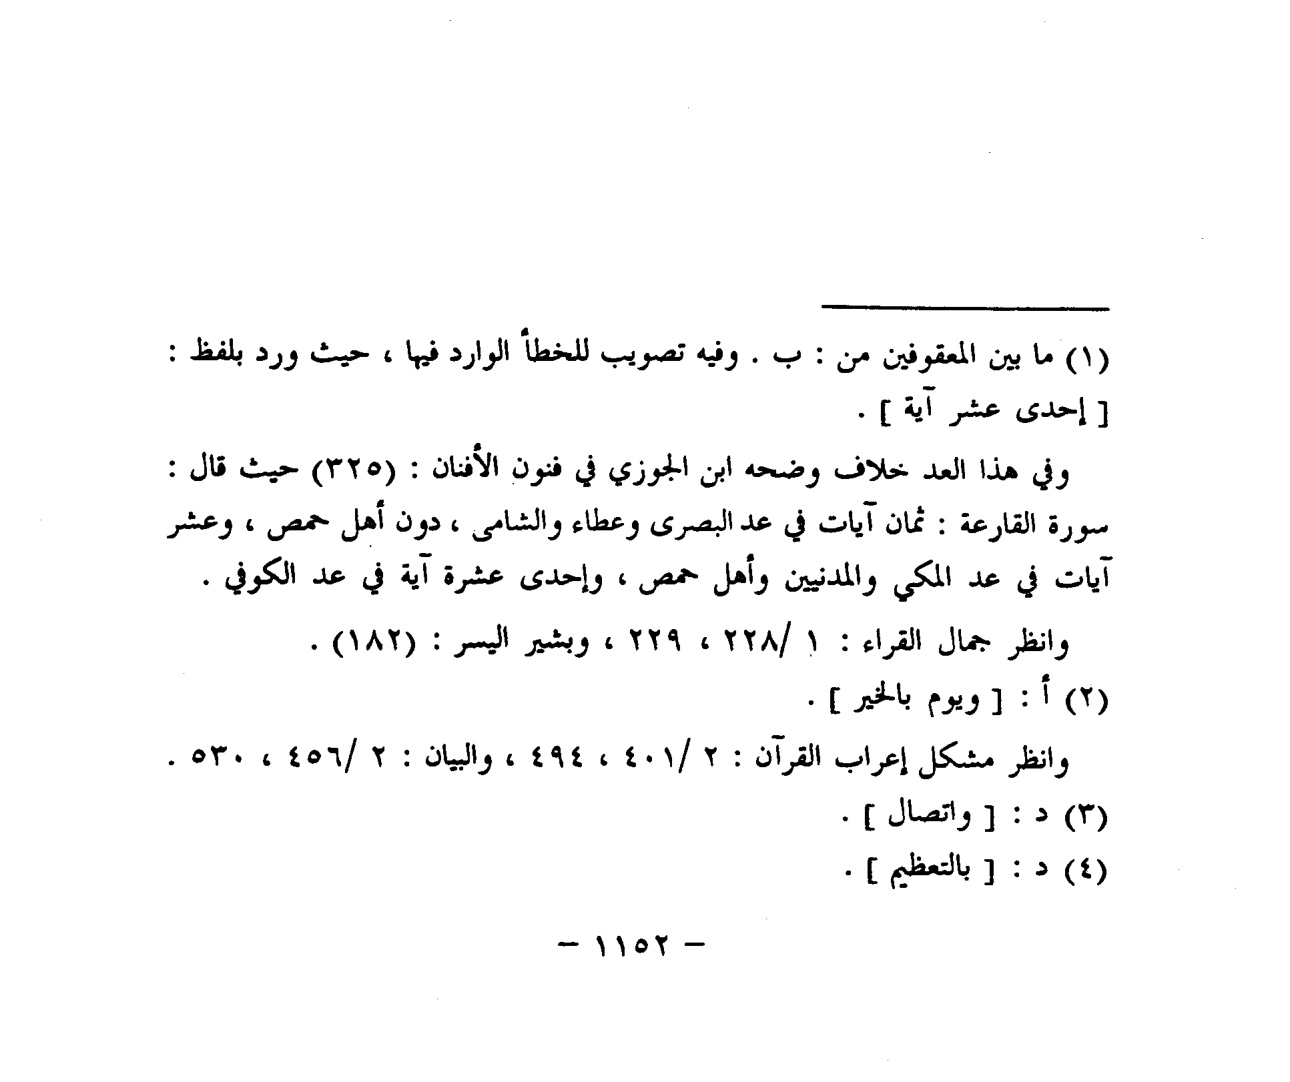 (١) ما بين المعقوفين من : ب . وفيه تصويب للخطأ الوارد فيها ، حيث ورد بلفظ :
[ إحدى عشر آية ] .
وفي هذا العد خلاف وضحه ابن الجوزي في فنون الأفنان : (٣٢٥) حيث قال :
سورة القارعة : ثمان آيات في عد البصرى وعطاء والشامى ، دون أهل حمص ، وعشر
آيات في عد المكي والمدنيين وأهل حمص ، وإحدى عشرة آية في عد الكوفي .
وانظر جمال القراء : ١ /٢٢٨ ، ٢٢٩ ، وبشير اليسر : (١٨٢) .
(٢) أ : [ ويوم بالخير ] .
وانظر مشكل إعراب القرآن : ٢ /٤٠١ ، ٤٩٤ ، والبيان : ٢ /٤٥٦ ، ٥٣٠ .
(٣) د : [ واتصال ] .
(٤) د : [ بالتعظيم ] .
– ١١٥٢ –